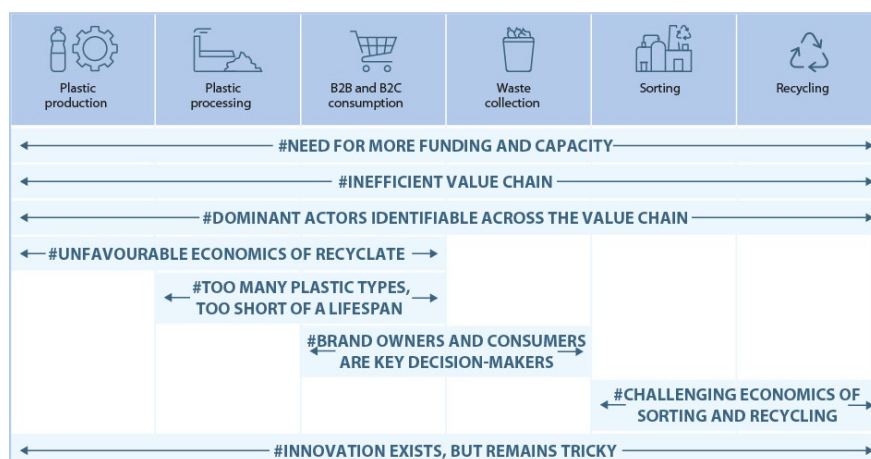 Plastic
production
Plastic
processing
B2B and B2C
consumption
Waste
collection
Sorting
Recycling
#NEED FOR MORE FUNDING AND CAPACITY
#INEFFICIENT VALUE CHAIN
#DOMINANT ACTORS IDENTIFIABLE ACROSS THE VALUE CHAIN
#UNFAVOURABLE ECONOMICS OF RECYCLATE
#TOO MANY PLASTIC TYPES,
TOO SHORT OF A LIFESPAN
#BRAND OWNERS AND CONSUMERS
ARE KEY DECISION-MAKERS
#CHALLENGING ECONOMICS OF
SORTING AND RECYCLING
#INNOVATION EXISTS, BUT REMAINS TRICKY